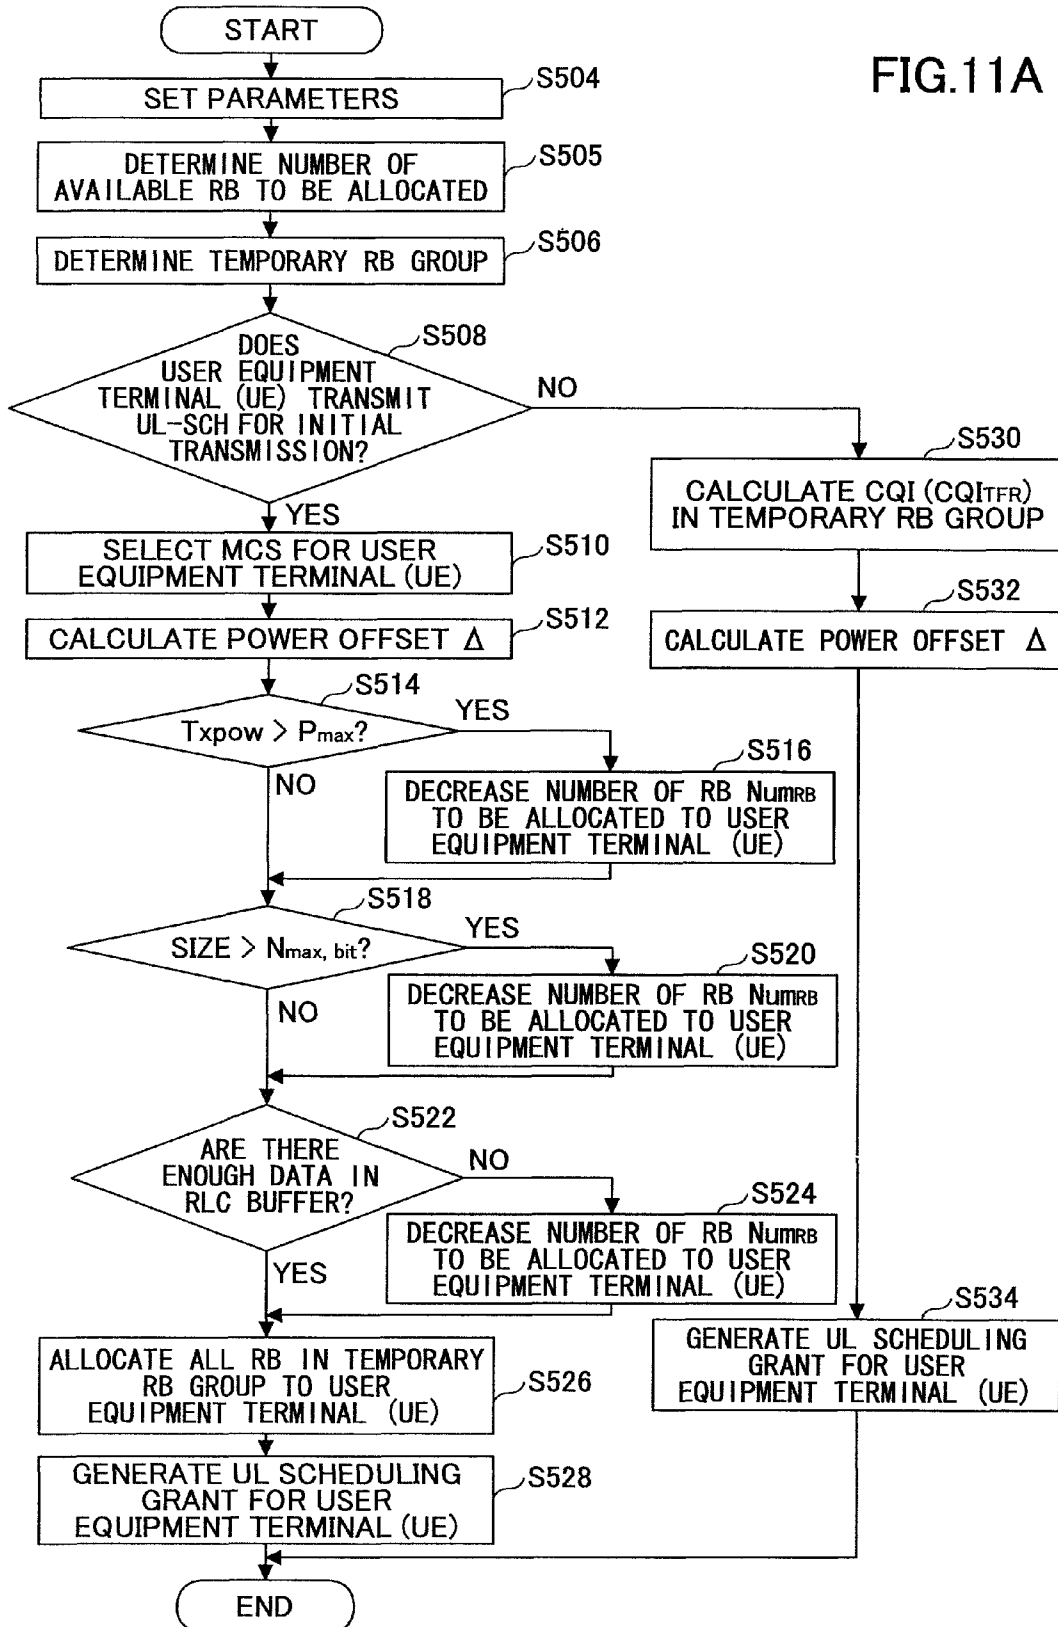 START
FIG.11A
S504
SET PARAMETERS
S505
DETERMINE NUMBER OF
AVAILABLE RB TO BE ALLOCATED
S506
DETERMINE TEMPORARY RB GROUP
S508
DOES
USER EQUIPMENT
TERMINAL (UE) TRANSMIT
UL-SCH FOR INITIAL
TRANSMISSION?
NO
YES
S530
CALCULATE CQI (CQITFR)
IN TEMPORARY RB GROUP
S510
SELECT MCS FOR USER
EQUIPMENT TERMINAL (UE)
S512
CALCULATE POWER OFFSET Δ
S532
CALCULATE POWER OFFSET Δ
S514
Txpow > Pmax?
YES
NO
S516
DECREASE NUMBER OF RB NumRB
TO BE ALLOCATED TO USER
EQUIPMENT TERMINAL (UE)
S518
SIZE > Nmax, bit?
YES
NO
S520
DECREASE NUMBER OF RB NumRB
TO BE ALLOCATED TO USER
EQUIPMENT TERMINAL (UE)
S522
ARE THERE
ENOUGH DATA IN
RLC BUFFER?
NO
YES
S524
DECREASE NUMBER OF RB NumRB
TO BE ALLOCATED TO USER
EQUIPMENT TERMINAL (UE)
S534
GENERATE UL SCHEDULING
GRANT FOR USER
EQUIPMENT TERMINAL (UE)
S526
ALLOCATE ALL RB IN TEMPORARY
RB GROUP TO USER
EQUIPMENT TERMINAL (UE)
S528
GENERATE UL SCHEDULING
GRANT FOR USER
EQUIPMENT TERMINAL (UE)
END